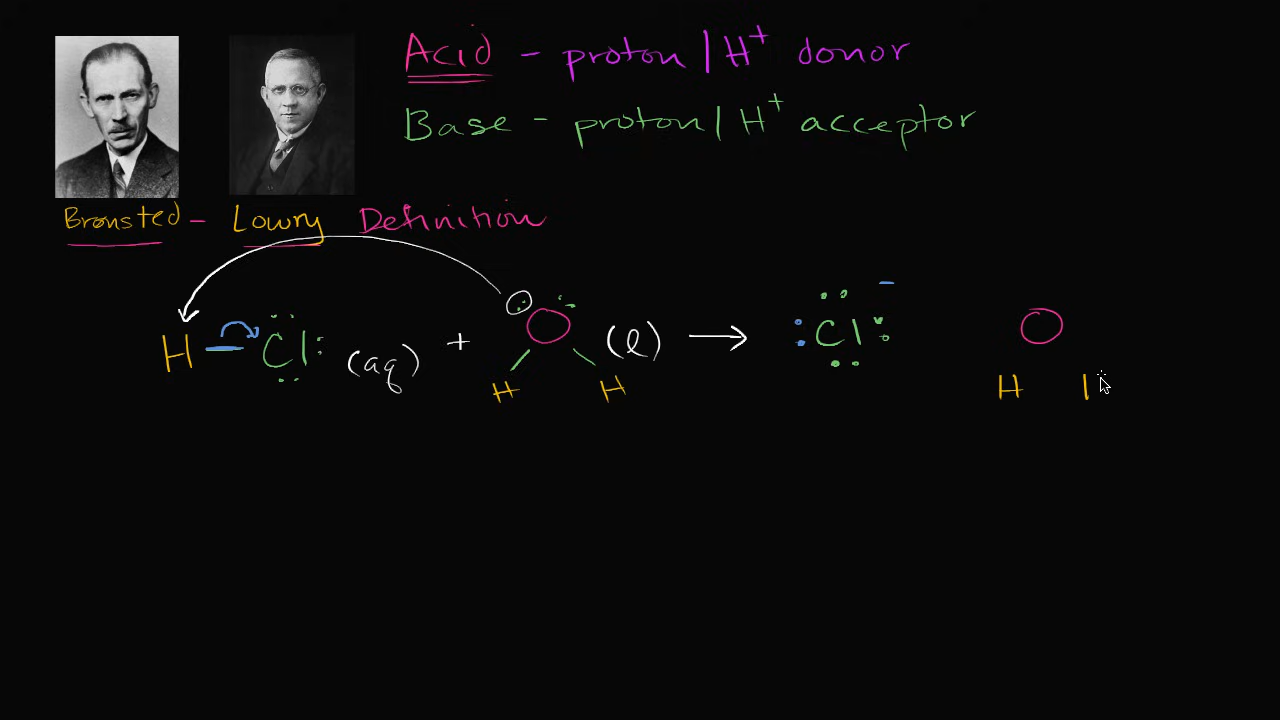 Acid - proton / H⁺ donor
Base - proton / H⁺ acceptor
Bronsted - Lowry Definition
H - Cl (aq) + O (l) → Cl⁻ O
H H H